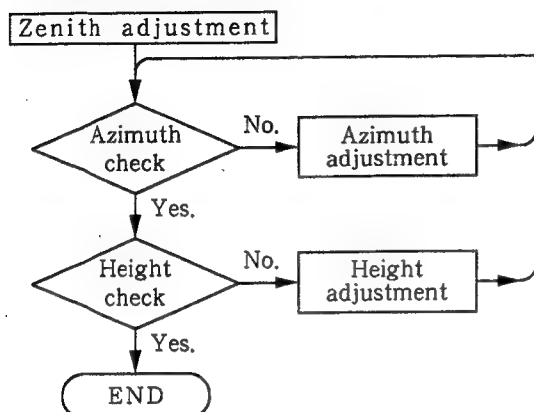 Zenith adjustment
Azimuth
check
No.
Azimuth
adjustment
Yes.
Height
check
No.
Height
adjustment
Yes.
END